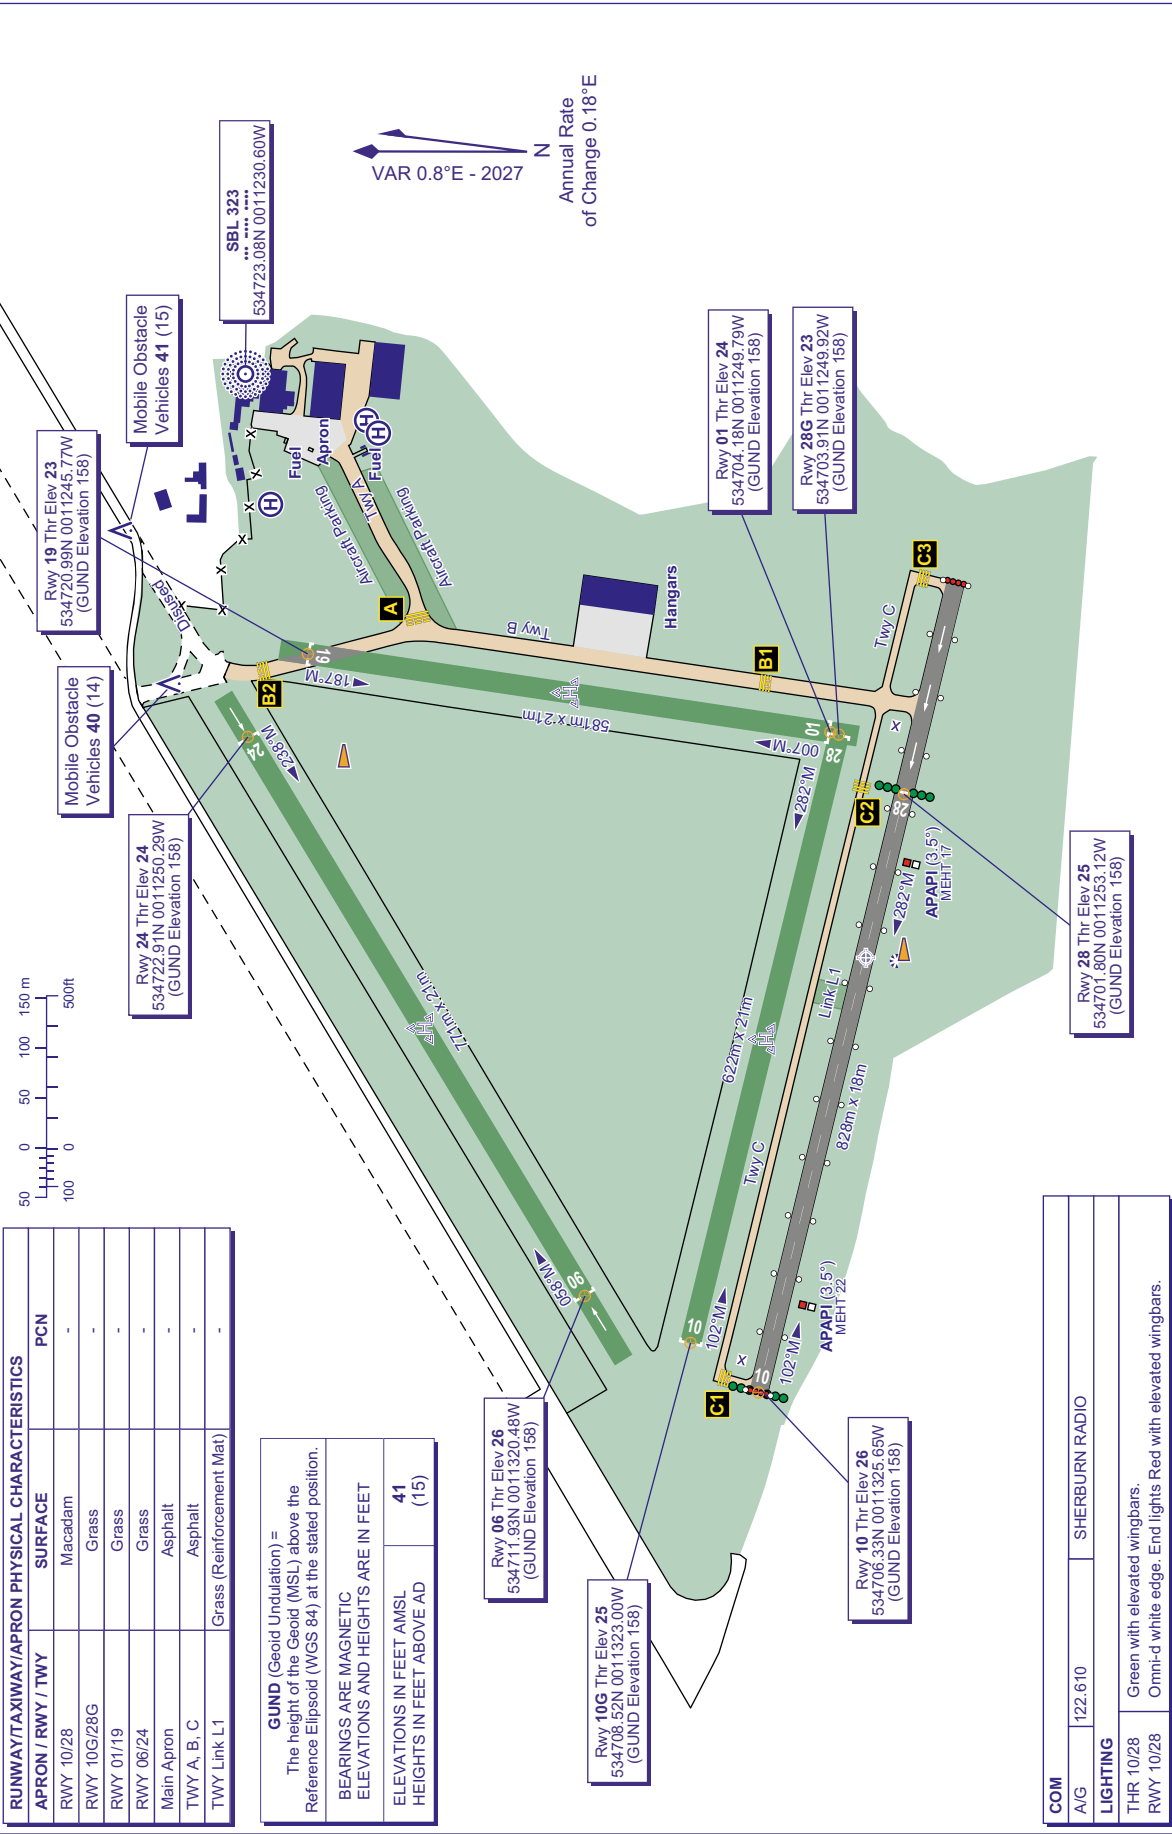 RUNWAY/TAXIWAY/APRON PHYSICAL CHARACTERISTICS
APRON / RWY / TWY SURFACE PCN
RWY 10/28 Macadam -
RWY 10G/28G Grass -
RWY 01/19 Grass -
RWY 06/24 Grass -
Main Apron Asphalt -
TWY A, B, C Asphalt -
TWY Link L1 Grass (Reinforcement Mat) -
50 0 50 100 150 m
100 0 500ft
GUND (Geoid Undulation) =
The height of the Geoid (MSL) above the
Reference Elipsoid (WGS 84) at the stated position.
BEARINGS ARE MAGNETIC
ELEVATIONS AND HEIGHTS ARE IN FEET
ELEVATIONS IN FEET AMSL 41
HEIGHTS IN FEET ABOVE AD (15)
Mobile Obstacle
Vehicles 40 (14)
Mobile Obstacle
Vehicles 41 (15)
Rwy 24 Thr Elev 24
534722.91N 0011250.29W
(GUND Elevation 158)
Rwy 19 Thr Elev 23
534720.99N 0011245.77W
(GUND Elevation 158)
SBL 323
534723.08N 0011230.60W
VAR 0.8°E - 2027
N
Annual Rate
of Change 0.18°E
Disused
H
Fuel
Apron
Fuel
H
H
Twy A
Aircraft Parking
Aircraft Parking
A
B2
19
187°M
24
238°M
581m x 21m
H
Twy B
Hangars
B1
771m x 21m
H
058°M
06
Rwy 06 Thr Elev 26
534711.93N 0011320.48W
(GUND Elevation 158)
Rwy 10G Thr Elev 25
534708.52N 0011323.00W
(GUND Elevation 158)
Rwy 01 Thr Elev 24
534704.18N 0011249.79W
(GUND Elevation 158)
Rwy 28G Thr Elev 23
534703.91N 0011249.92W
(GUND Elevation 158)
01
007°M
28
282°M
622m x 21m
H
10
102°M
C1
x
Twy C
Link L1
C2
x
Twy C
C3
10
102°M
828m x 18m
28
282°M
APAPI (3.5°)
MEHT 22
APAPI (3.5°)
MEHT 17
Rwy 10 Thr Elev 26
534706.33N 0011325.65W
(GUND Elevation 158)
Rwy 28 Thr Elev 25
534701.80N 0011253.12W
(GUND Elevation 158)
COM
A/G 122.610 SHERBURN RADIO
LIGHTING
THR 10/28 Green with elevated wingbars.
RWY 10/28 Omni-d white edge. End lights Red with elevated wingbars.